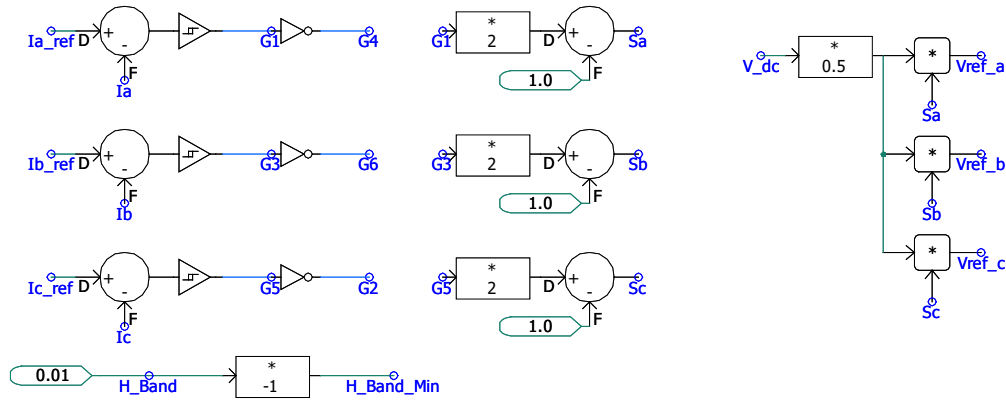 Ia_ref D + - F Ia G1 G4
G1 * 2 D + - F Sa 1.0
V_dc * 0.5 * Vref_a Sa
Ib_ref D + - F Ib G3 G6
G3 * 2 D + - F Sb 1.0
* Vref_b Sb
Ic_ref D + - F Ic G5 G2
G5 * 2 D + - F Sc 1.0
* Vref_c Sc
0.01 H_Band * -1 H_Band_Min